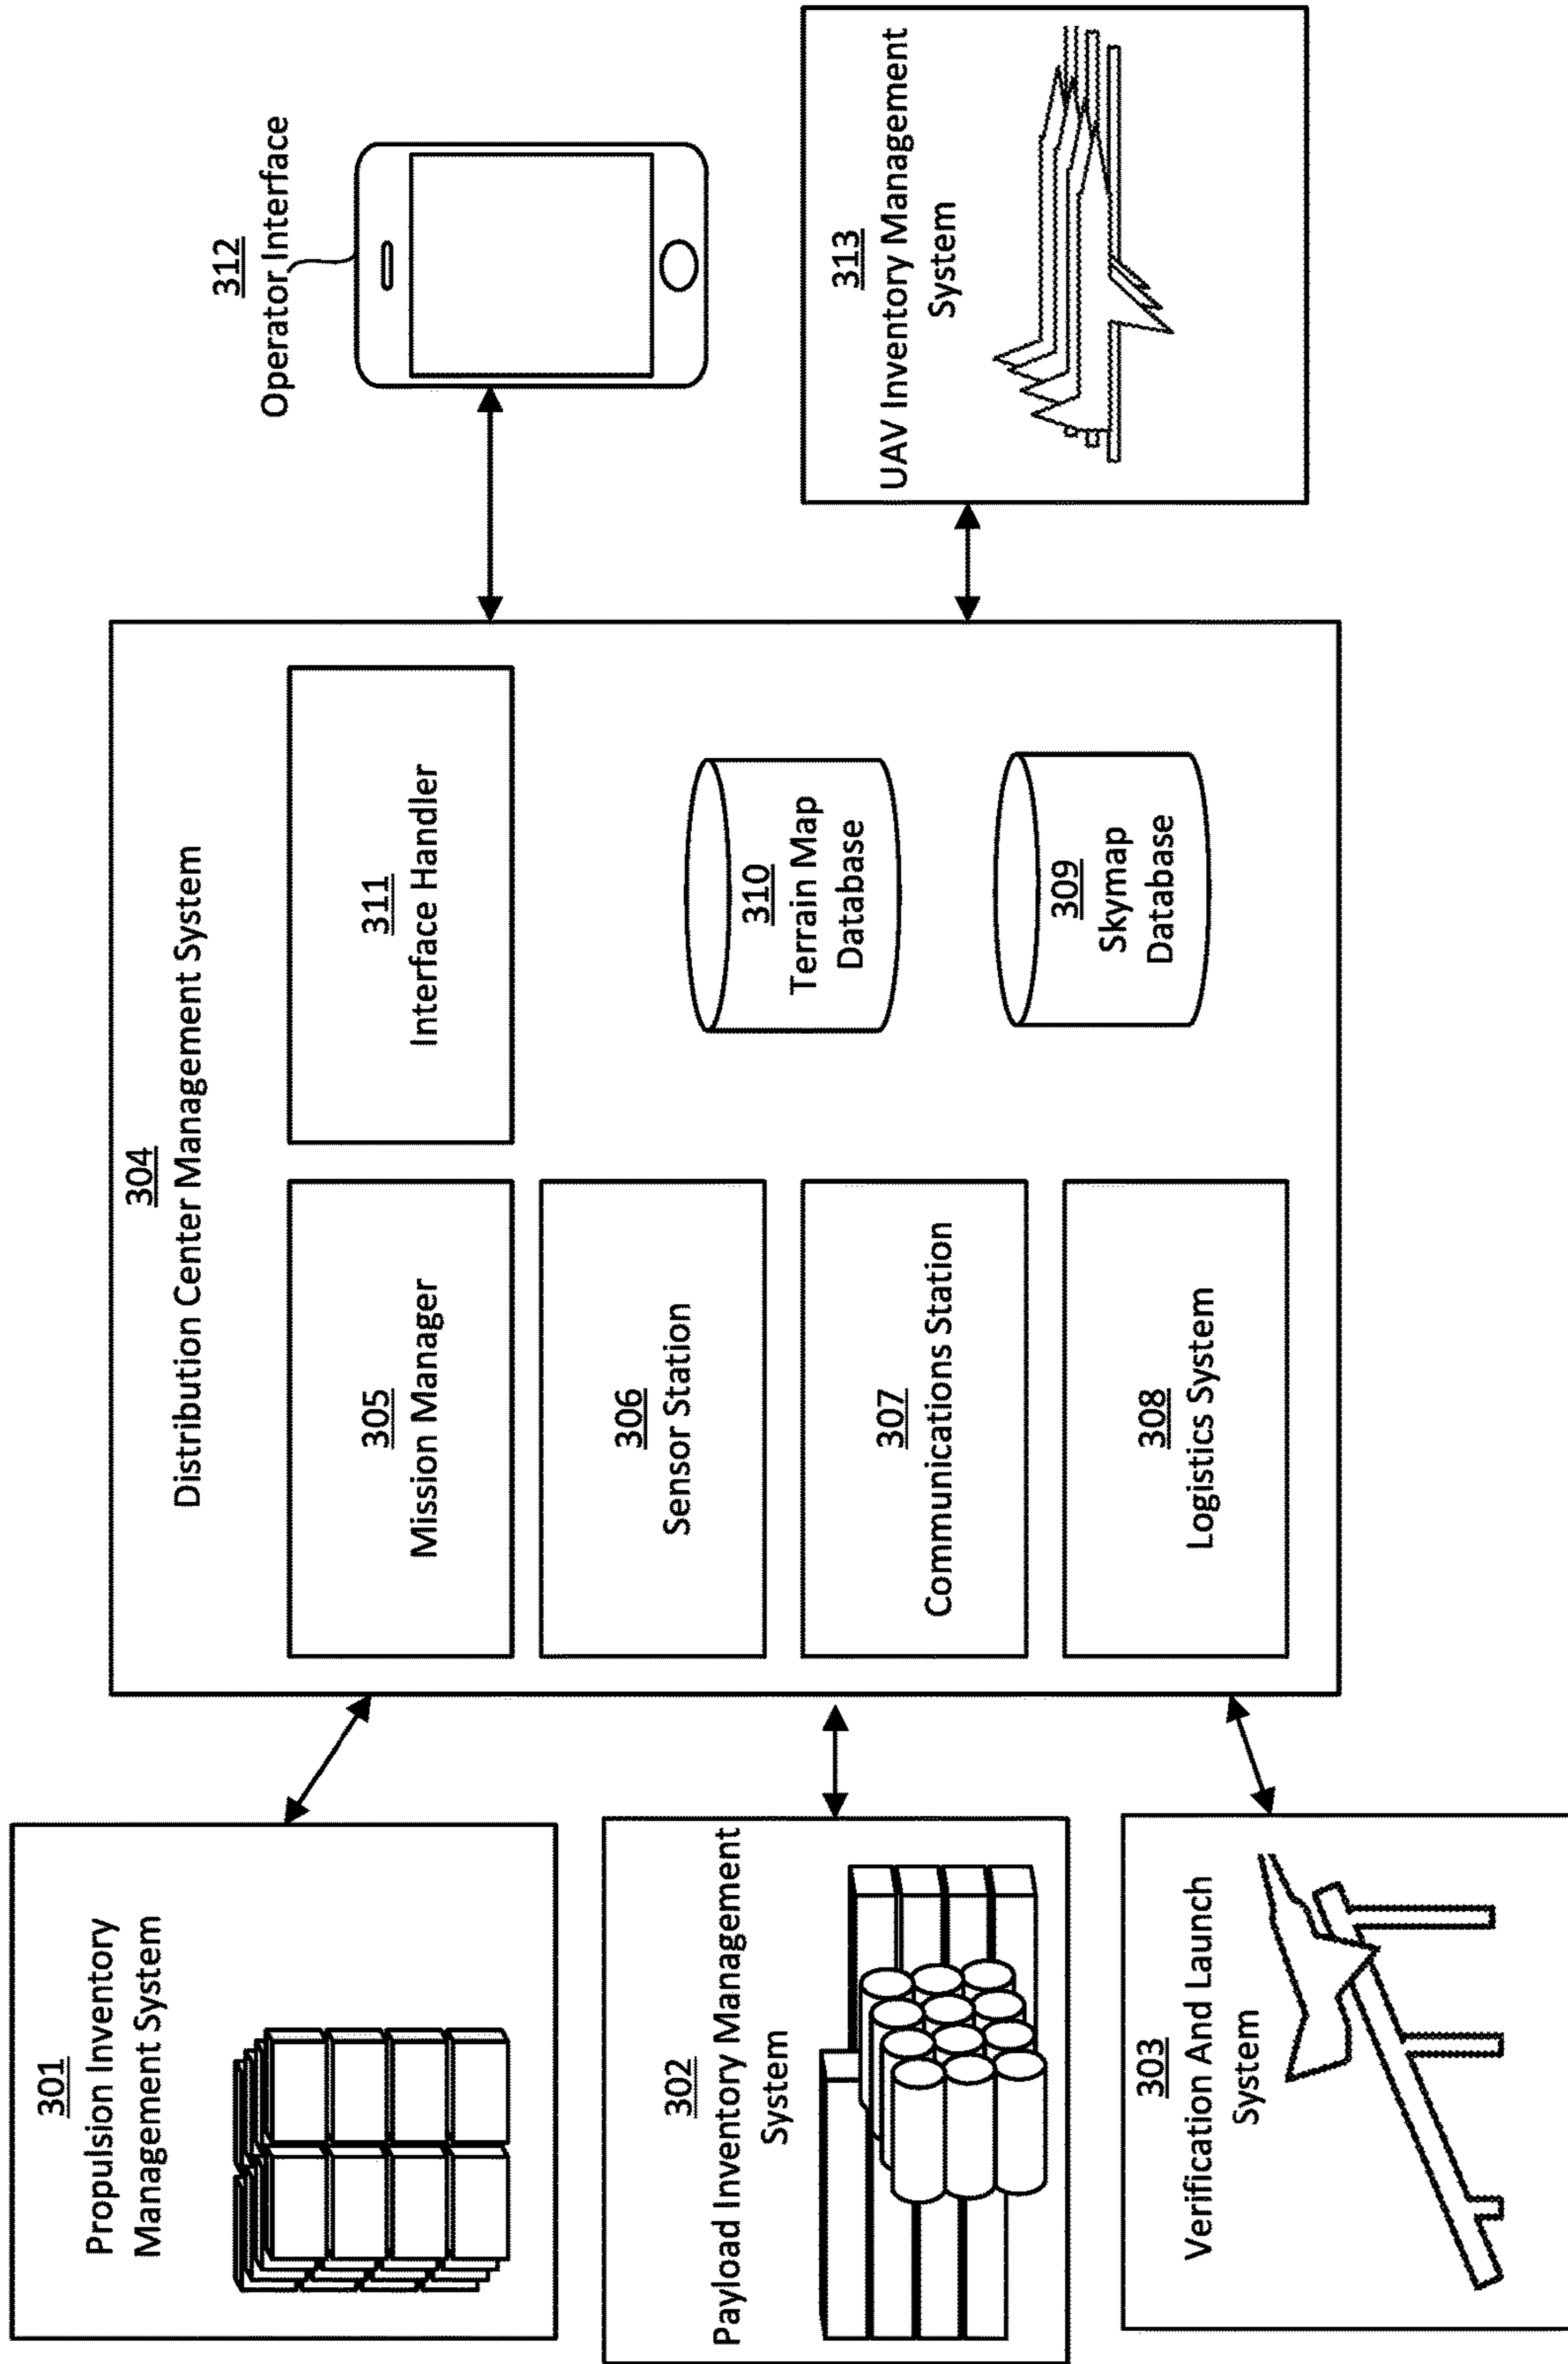 301
Propulsion Inventory
Management System
302
Payload Inventory Management
System
303
Verification And Launch
System
304
Distribution Center Management System
305
Mission Manager
306
Sensor Station
307
Communications Station
308
Logistics System
311
Interface Handler
310
Terrain Map
Database
309
Skymap
Database
312
Operator Interface
313
UAV Inventory Management
System